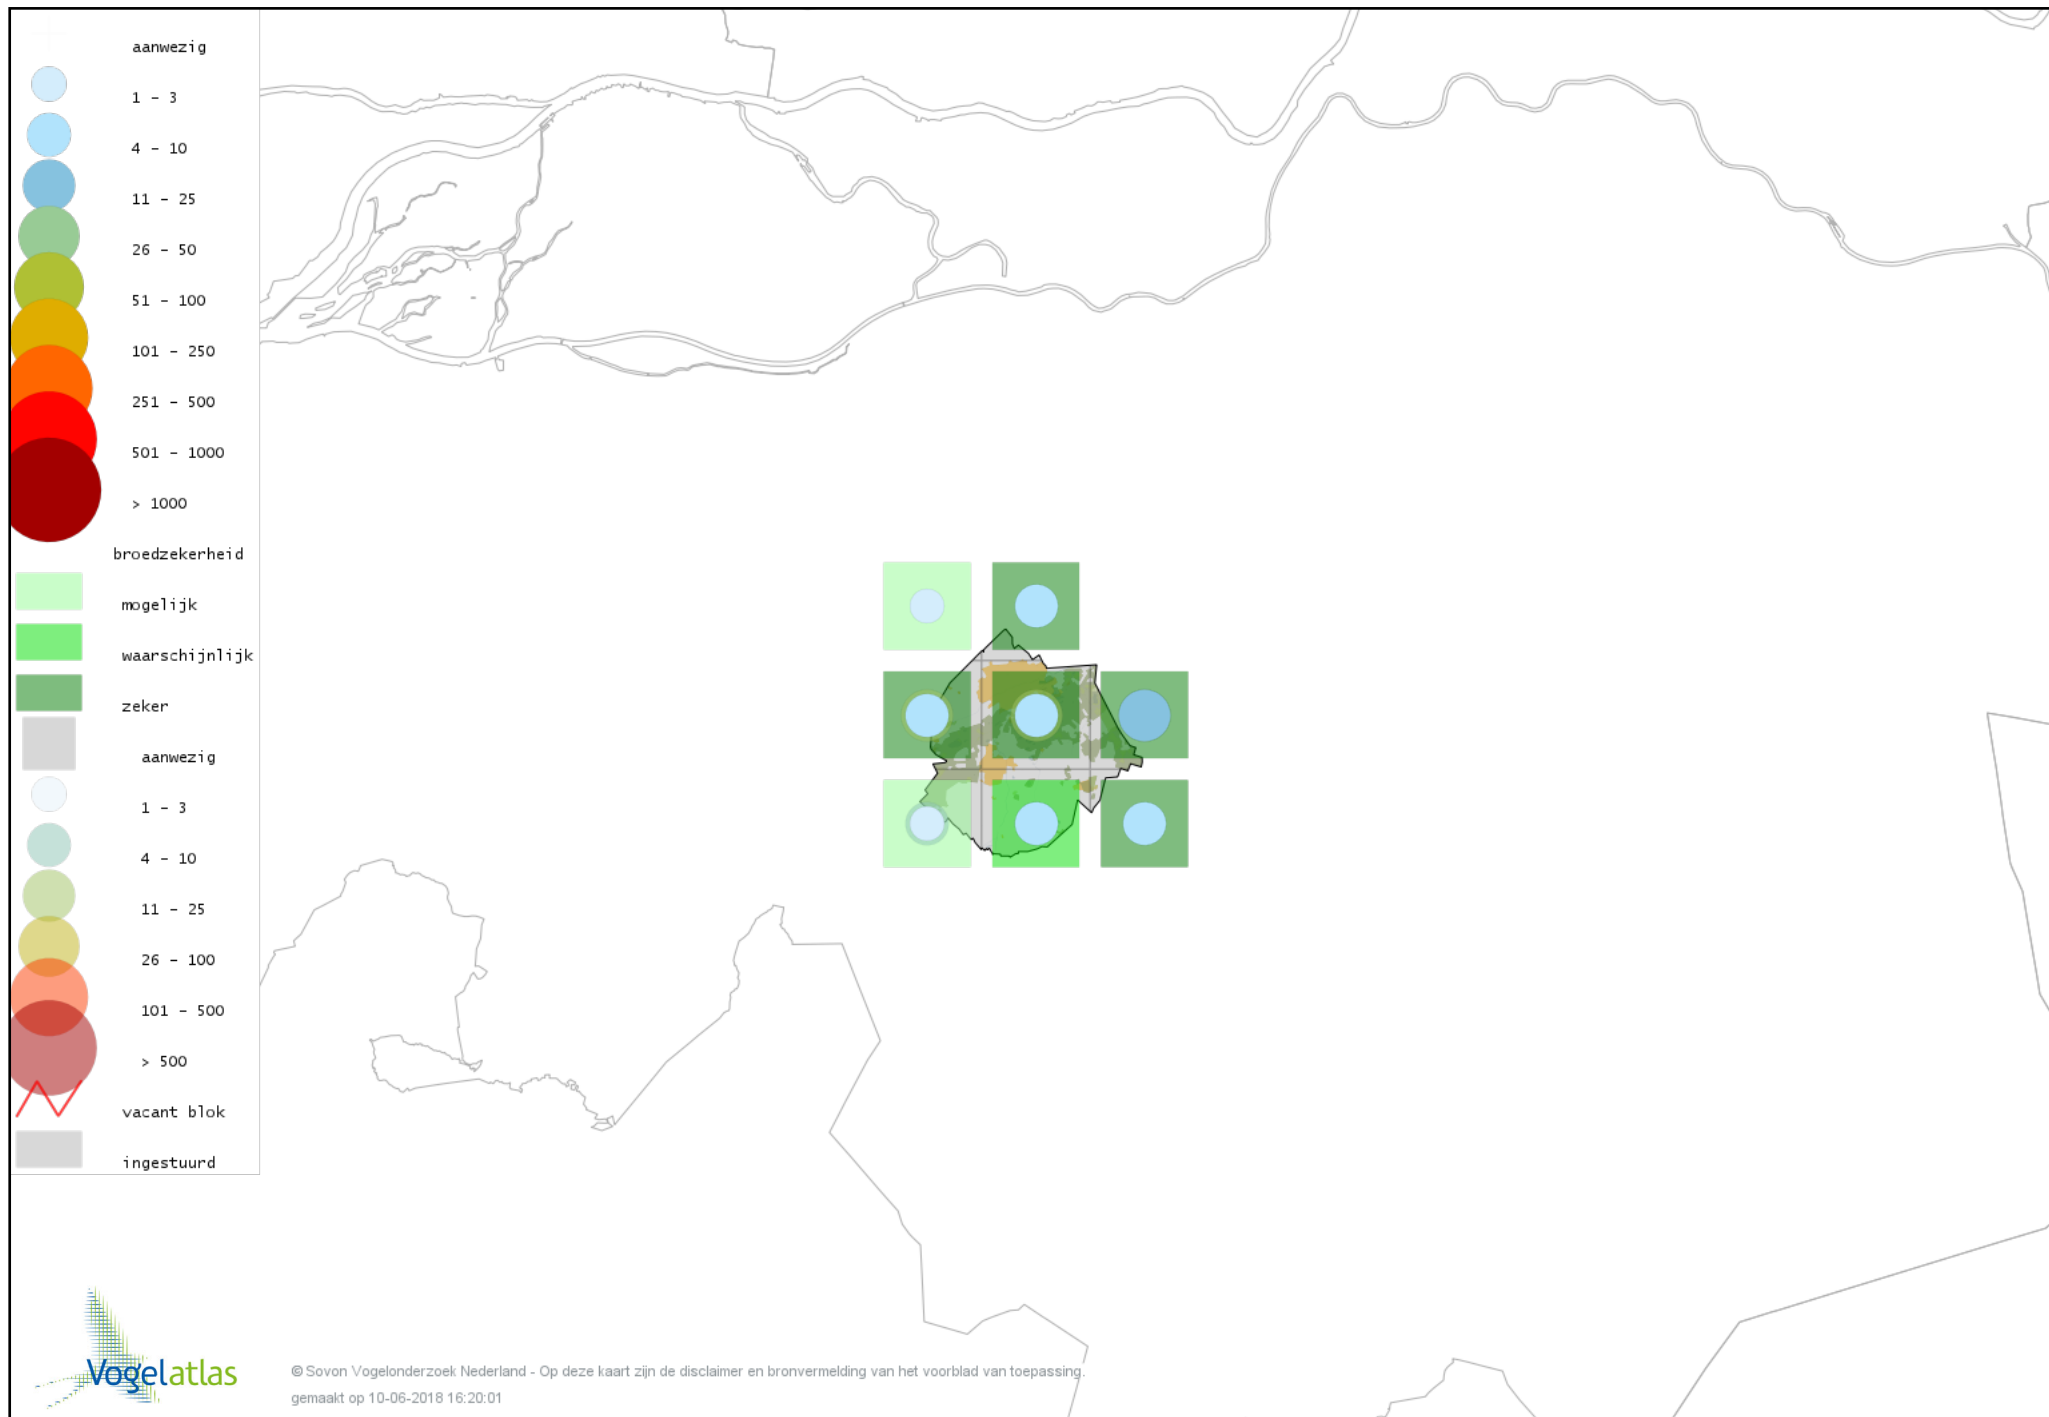 aanwezig
1 - 3
4 - 10
11 - 25
26 - 50
51 - 100
101 - 250
251 - 500
501 - 1000
> 1000
broedzekerheid
mogelijk
waarschijnlijk
zeker
aanwezig
1 - 3
4 - 10
11 - 25
26 - 100
101 - 500
> 500
vacant blok
ingestuurd
Vogelatlas
© Sovon Vogelonderzoek Nederland - Op deze kaart zijn de disclaimer en bronvermelding van het voorblad van toepassing.
gemaakt op 10-06-2018 16:20:01